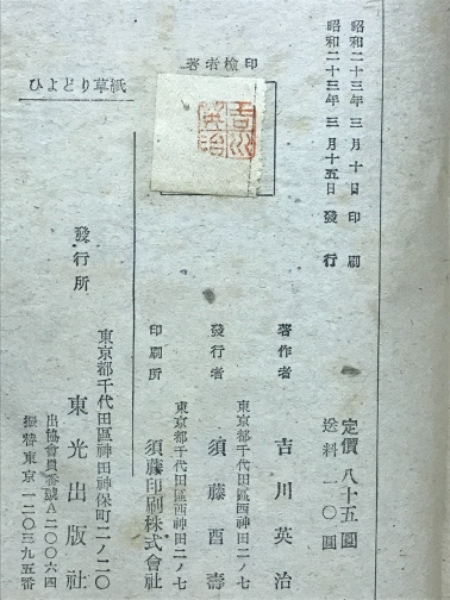 昭和二十三年三月十日印刷
昭和二十三年三月十五日發行
定價八十五圓
送料一〇圓
印檢者著
吉川英治
著作者 吉川英治
東京都千代田區西神田二ノ七
發行者 須藤酉壽
東京都千代田區西神田二ノ七
印刷所 須藤印刷株式會社
ひよどり草紙
發行所
東京都千代田區神田神保町二ノ二〇
東光出版社
出協會員番號A二〇〇六四
振替東京一二〇三九五番